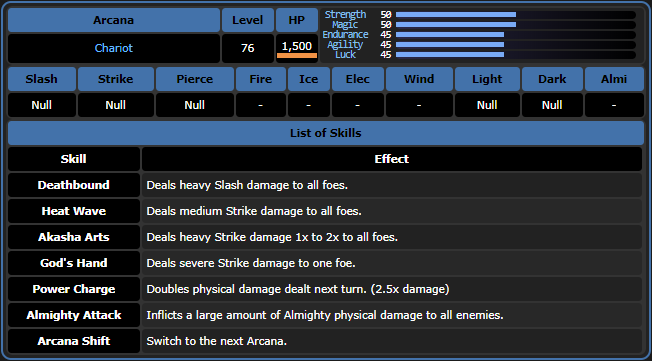 Arcana Level HP Strength 50
Magic 50
Chariot 76 1,500 Endurance 45
Agility 45
Luck 45
Slash Strike Pierce Fire Ice Elec Wind Light Dark Almi
Null Null Null - - - - Null Null -
List of Skills
Skill Effect
Deathbound Deals heavy Slash damage to all foes.
Heat Wave Deals medium Strike damage to all foes.
Akasha Arts Deals heavy Strike damage 1x to 2x to all foes.
God's Hand Deals severe Strike damage to one foe.
Power Charge Doubles physical damage dealt next turn. (2.5x damage)
Almighty Attack Inflicts a large amount of Almighty physical damage to all enemies.
Arcana Shift Switch to the next Arcana.